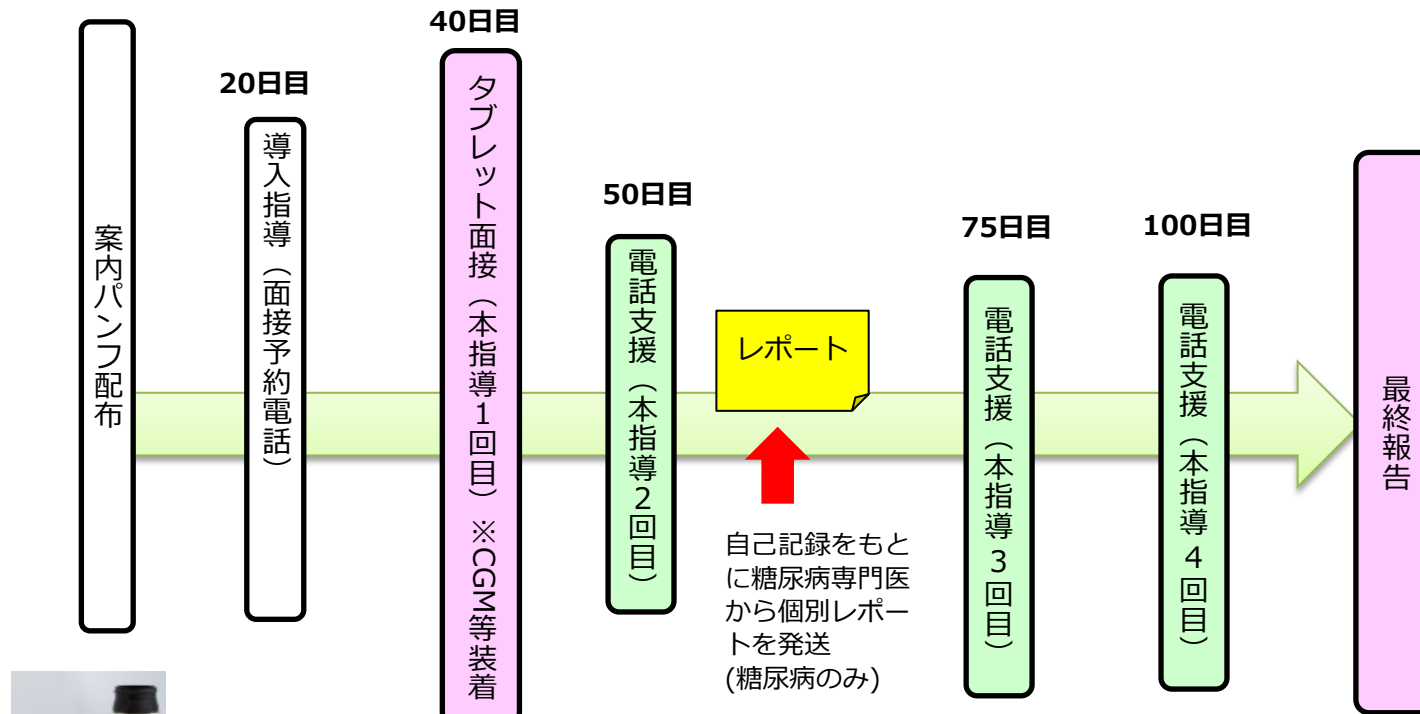 案内パンフ配布
20日目
導入指導（面接予約電話）
40日目
タブレット面接（本指導１回目）※CGM等装着
50日目
電話支援（本指導２回目）
レポート
自己記録をもと
に糖尿病専門医
から個別レポー
トを発送
(糖尿病のみ)
75日目
電話支援（本指導３回目）
100日目
電話支援（本指導４回目）
最終報告